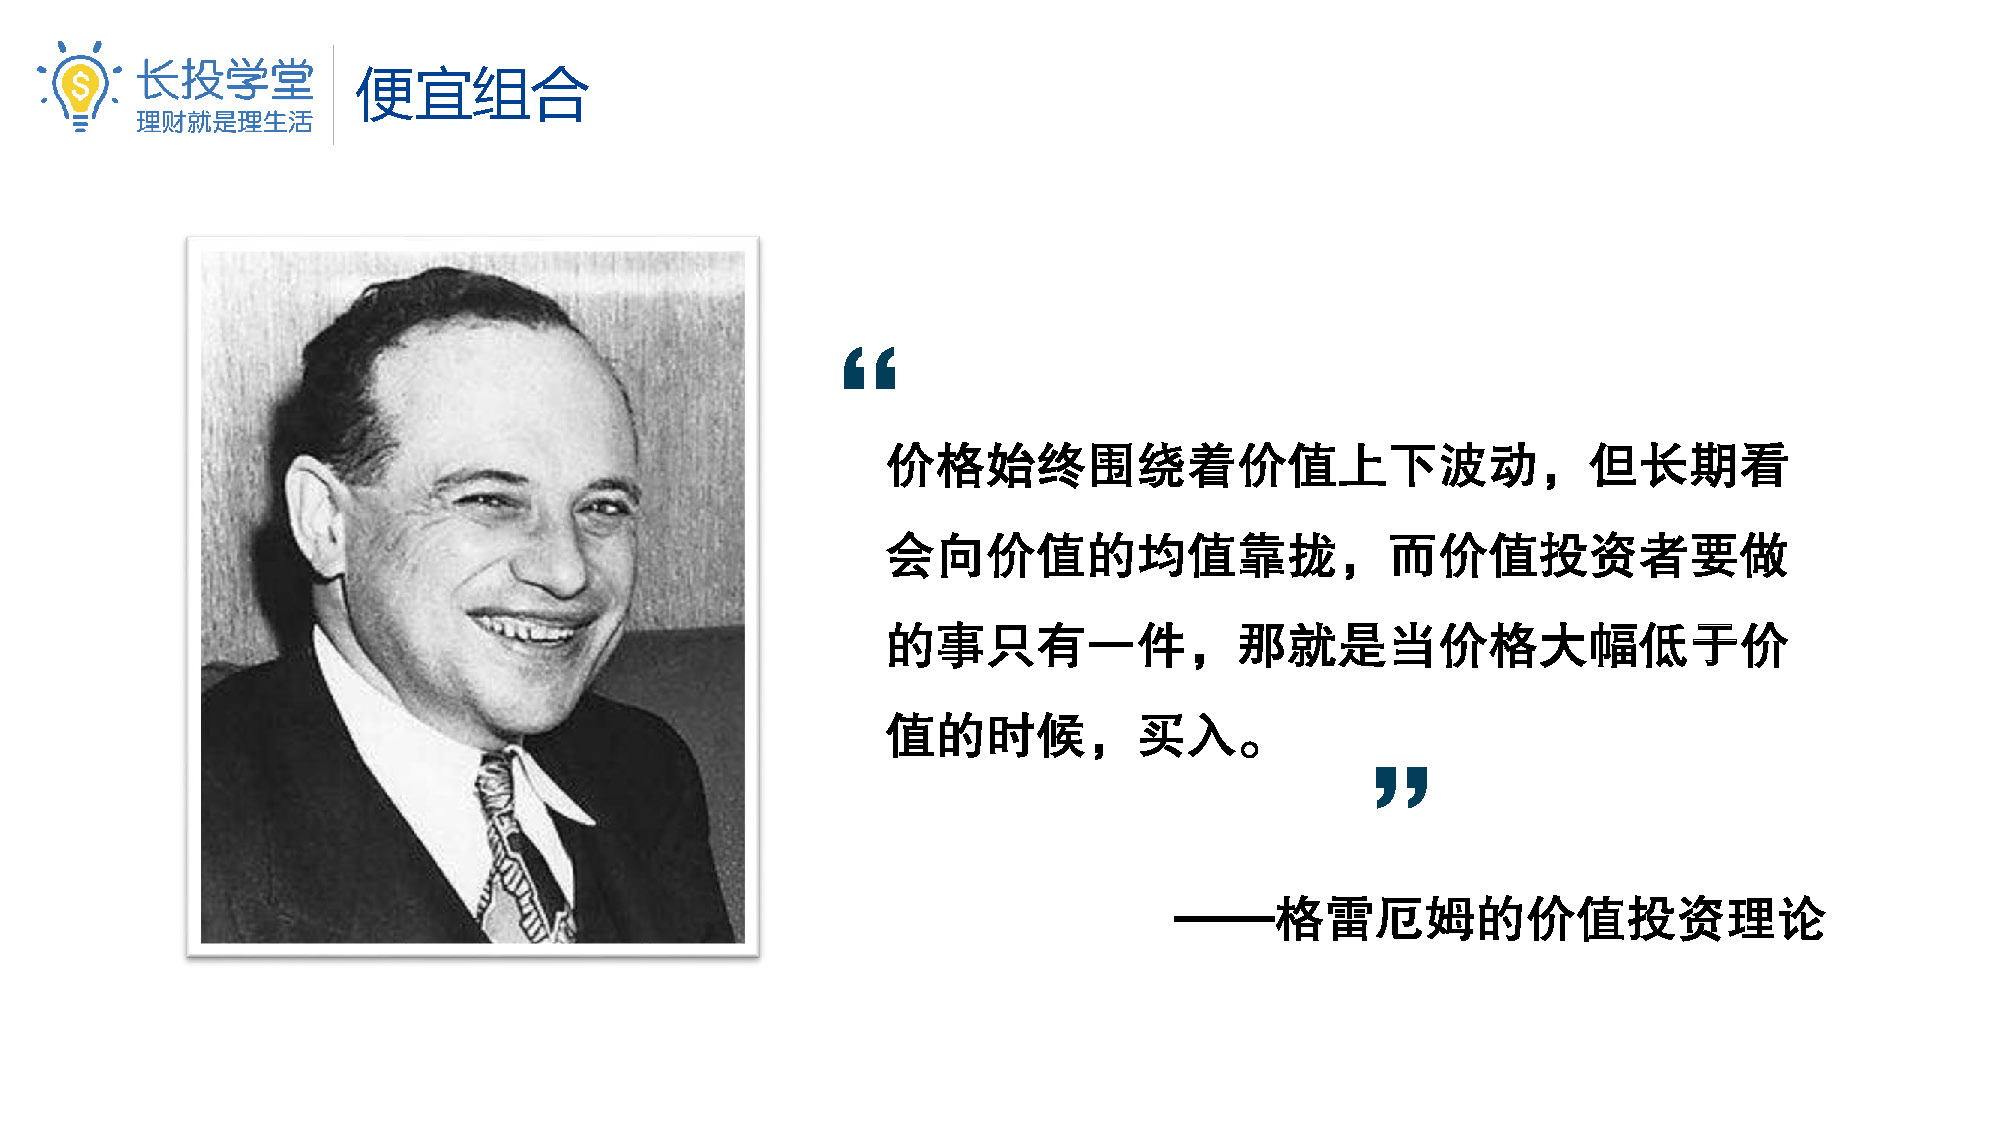 长投学堂
理财就是理生活
便宜组合
“
价格始终围绕着价值上下波动，但长期看
会向价值的均值靠拢，而价值投资者要做
的事只有一件，那就是当价格大幅低于价
值的时候，买入。
”
——格雷厄姆的价值投资理论